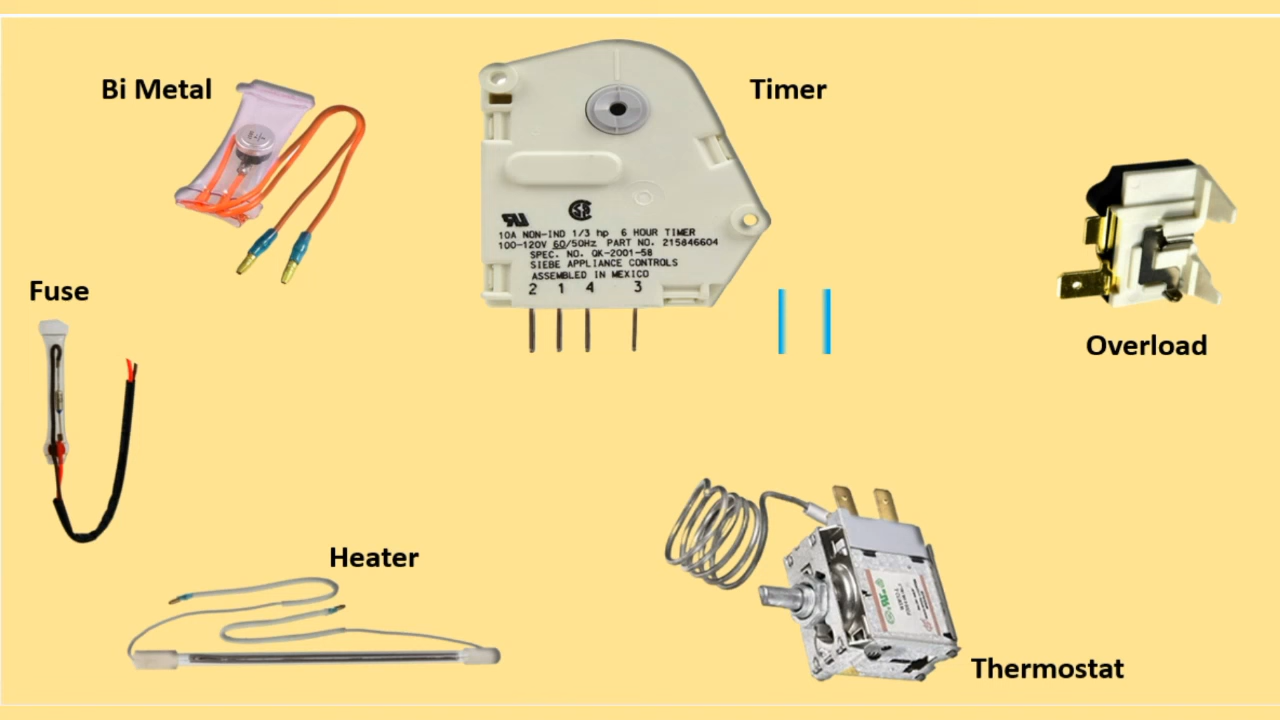 Bi Metal
Timer
10A NON-IND 1/3 hp 6 HOUR TIMER
100-120V 60/50Hz PART NO. 215846604
SPEC. NO. QK-2001-58
SIEBE APPLIANCE CONTROLS
ASSEMBLED IN MEXICO
2 1 4 3
Fuse
Overload
Heater
Thermostat